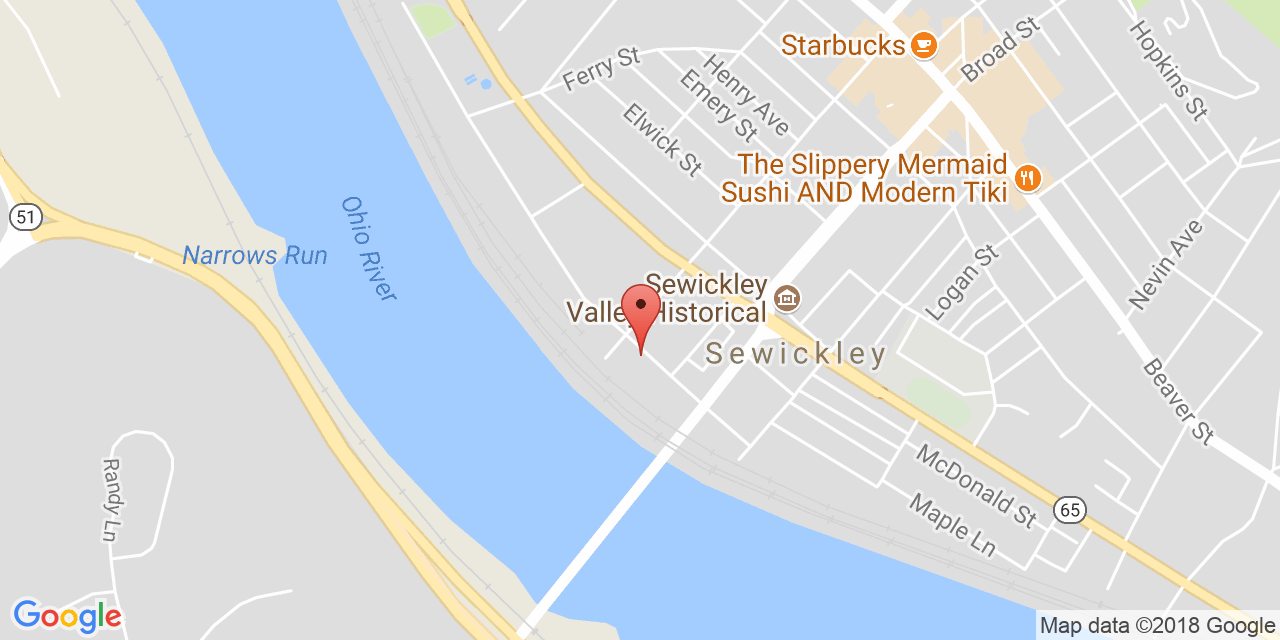 Starbucks
Broad St
Hopkins St
Ferry St
Henry Ave
Emery St
Elwick St
The Slippery Mermaid
Sushi AND Modern Tiki
51
Ohio River
Narrows Run
Nevin Ave
Logan St
Sewickley
Valley Historical
Sewickley
Beaver St
McDonald St
Maple Ln
65
Randy Ln
Google
Map data ©2018 Google